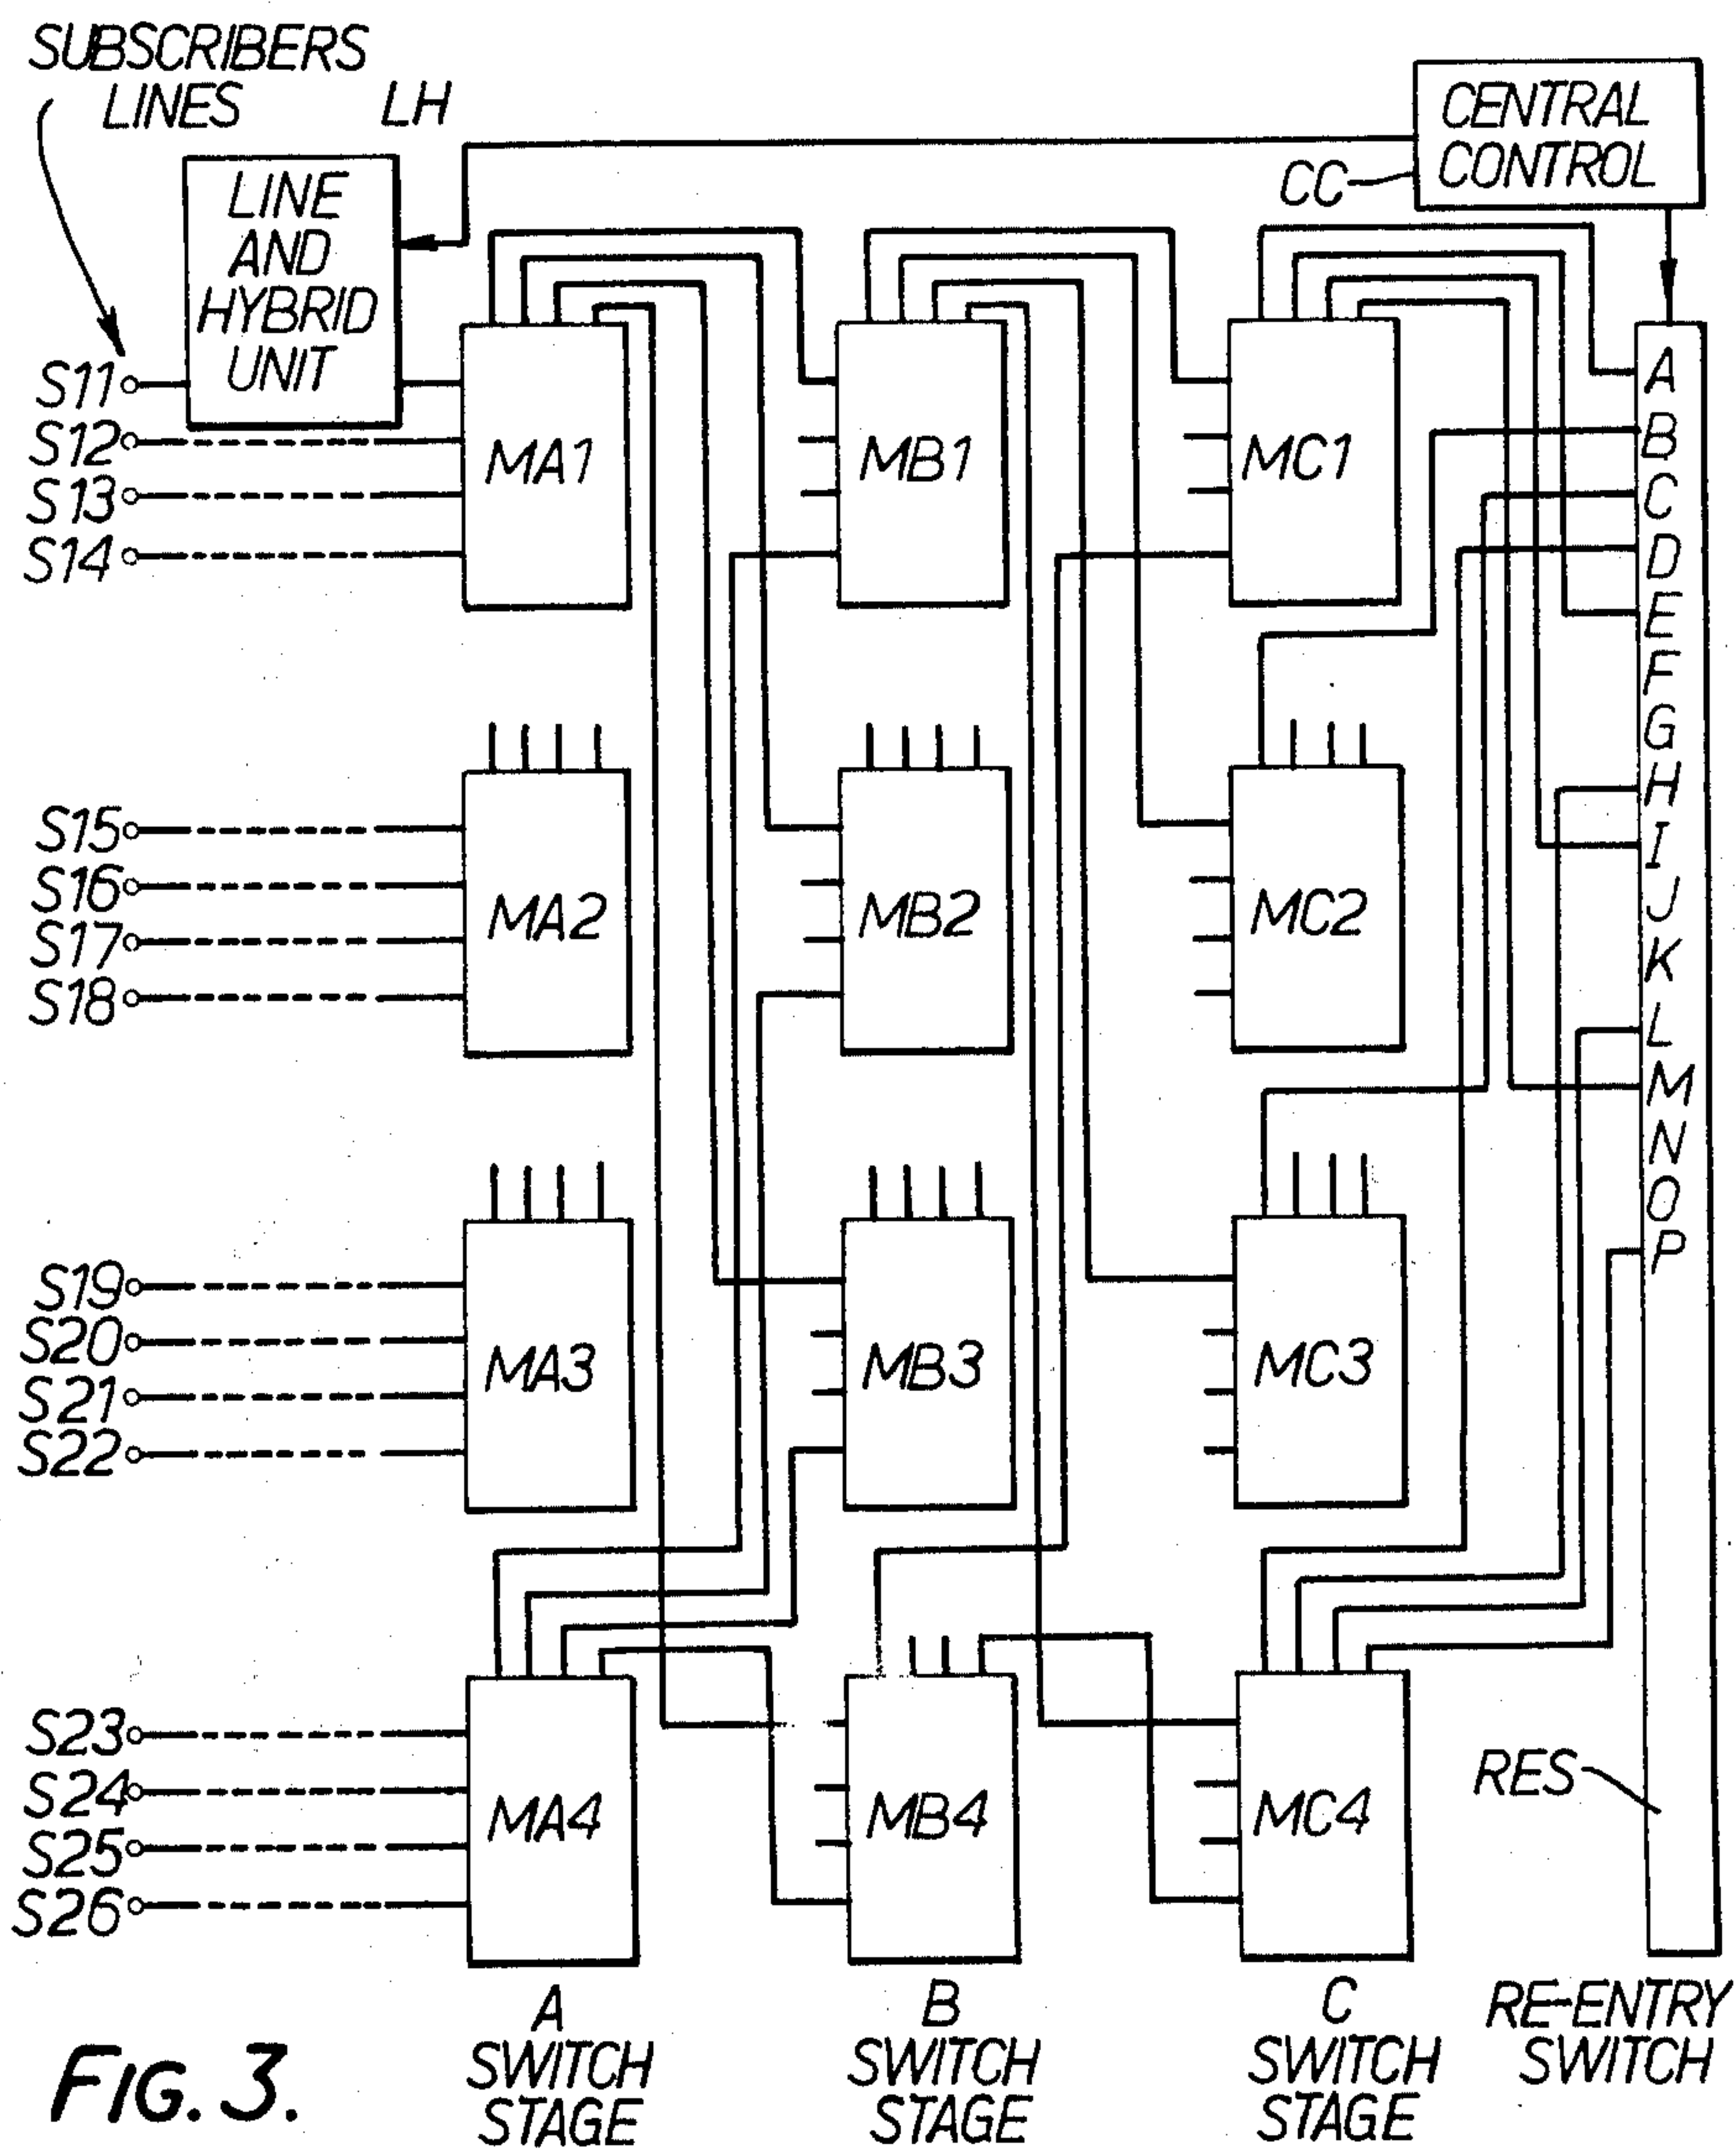 SUBSCRIBERS
LINES
LH
CENTRAL
CONTROL
CC
LINE
AND
HYBRID
UNIT
S11
S12
S13
S14
MA1
MB1
MC1
A
B
C
D
E
F
G
H
I
J
K
L
M
N
O
P
S15
S16
S17
S18
MA2
MB2
MC2
S19
S20
S21
S22
MA3
MB3
MC3
S23
S24
S25
S26
MA4
MB4
MC4
RES
A
SWITCH
STAGE
B
SWITCH
STAGE
C
SWITCH
STAGE
RE-ENTRY
SWITCH
FIG. 3.